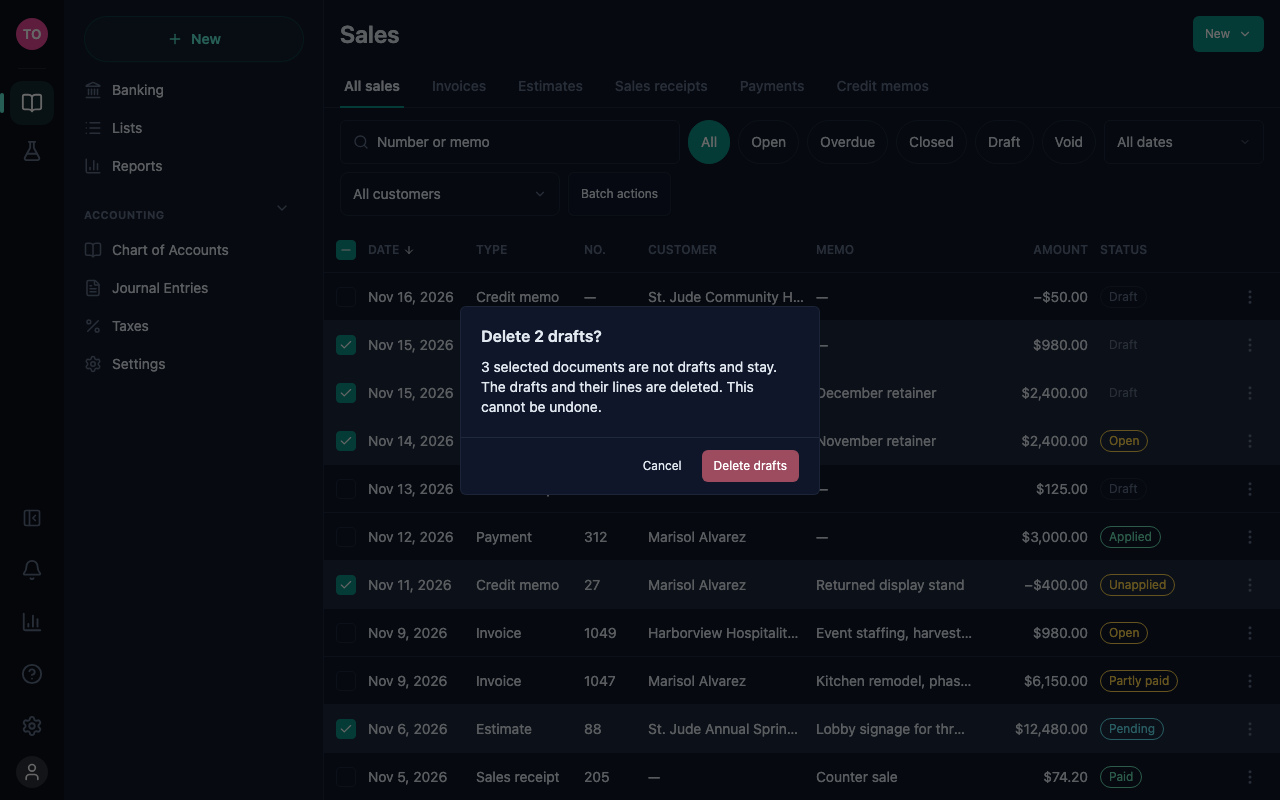 TO
New
Banking
Lists
Reports
ACCOUNTING
Chart of Accounts
Journal Entries
Taxes
Settings
Sales
New
All sales Invoices Estimates Sales receipts Payments Credit memos
Number or memo All Open Overdue Closed Draft Void All dates
All customers Batch actions
DATE TYPE NO. CUSTOMER MEMO AMOUNT STATUS
Nov 16, 2026 Credit memo — St. Jude Community H... — −$50.00 Draft
Nov 15, 2026 — $980.00 Draft
Nov 15, 2026 December retainer $2,400.00 Draft
Nov 14, 2026 November retainer $2,400.00 Open
Nov 13, 2026 — $125.00 Draft
Nov 12, 2026 Payment 312 Marisol Alvarez — $3,000.00 Applied
Nov 11, 2026 Credit memo 27 Marisol Alvarez Returned display stand −$400.00 Unapplied
Nov 9, 2026 Invoice 1049 Harborview Hospitalit... Event staffing, harvest... $980.00 Open
Nov 9, 2026 Invoice 1047 Marisol Alvarez Kitchen remodel, phas... $6,150.00 Partly paid
Nov 6, 2026 Estimate 88 St. Jude Annual Sprin... Lobby signage for thr... $12,480.00 Pending
Nov 5, 2026 Sales receipt 205 — Counter sale $74.20 Paid
Delete 2 drafts?
3 selected documents are not drafts and stay.
The drafts and their lines are deleted. This
cannot be undone.
Cancel Delete drafts